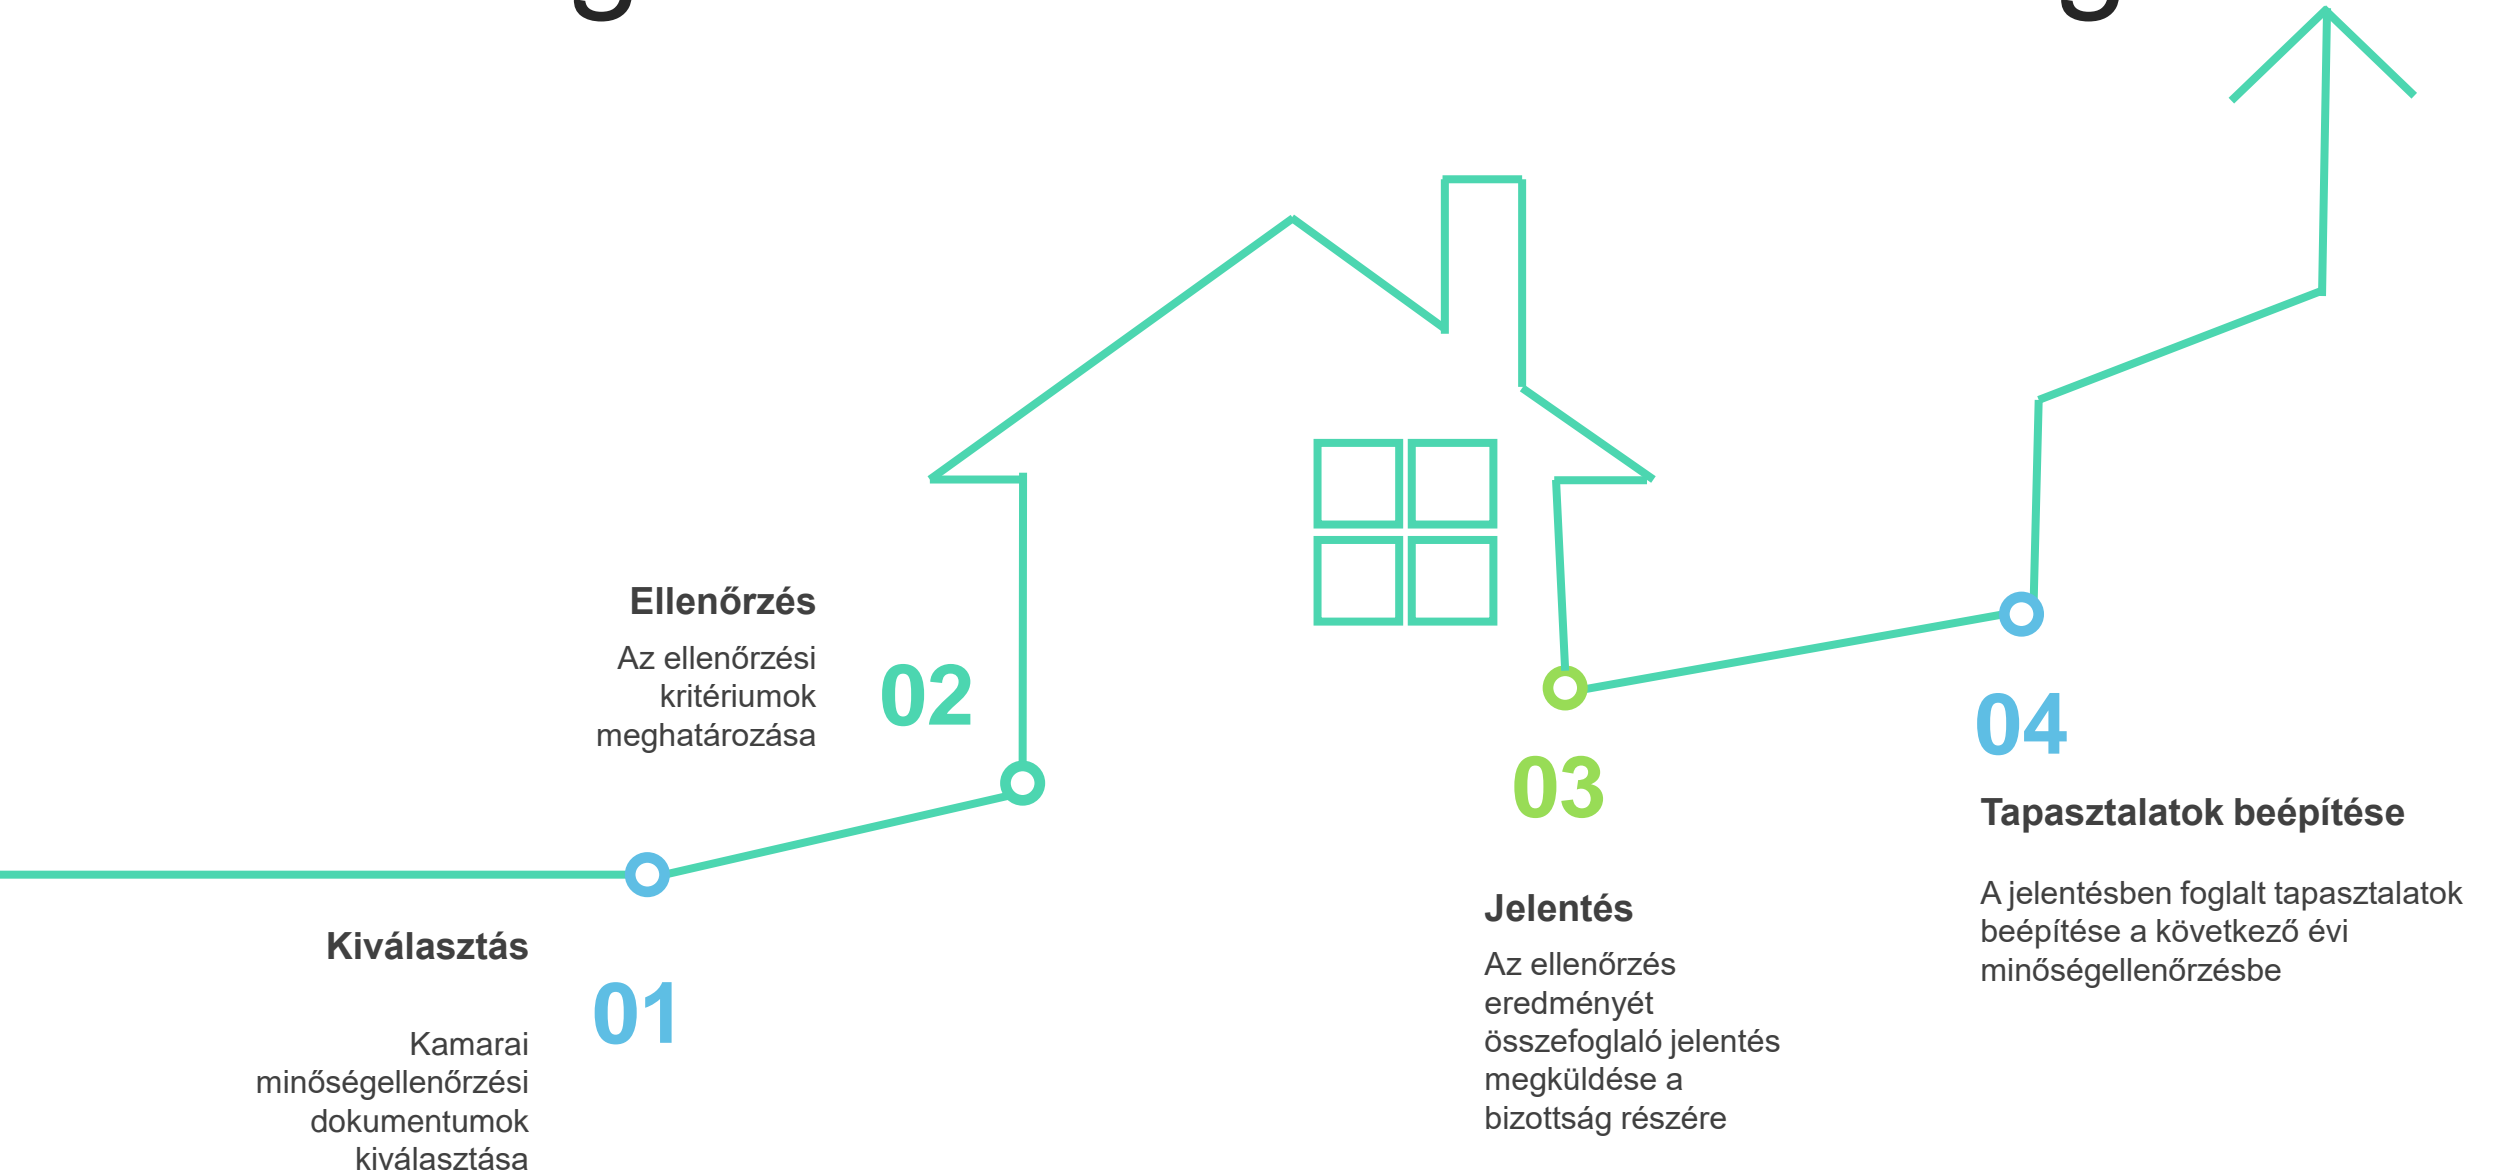 Kiválasztás
01
Kamarai
minőségellenőrzési
dokumentumok
kiválasztása
Ellenőrzés
Az ellenőrzési
kritériumok
meghatározása
02
03
Jelentés
Az ellenőrzés
eredményét
összefoglaló jelentés
megküldése a
bizottság részére
04
Tapasztalatok beépítése
A jelentésben foglalt tapasztalatok
beépítése a következő évi
minőségellenőrzésbe